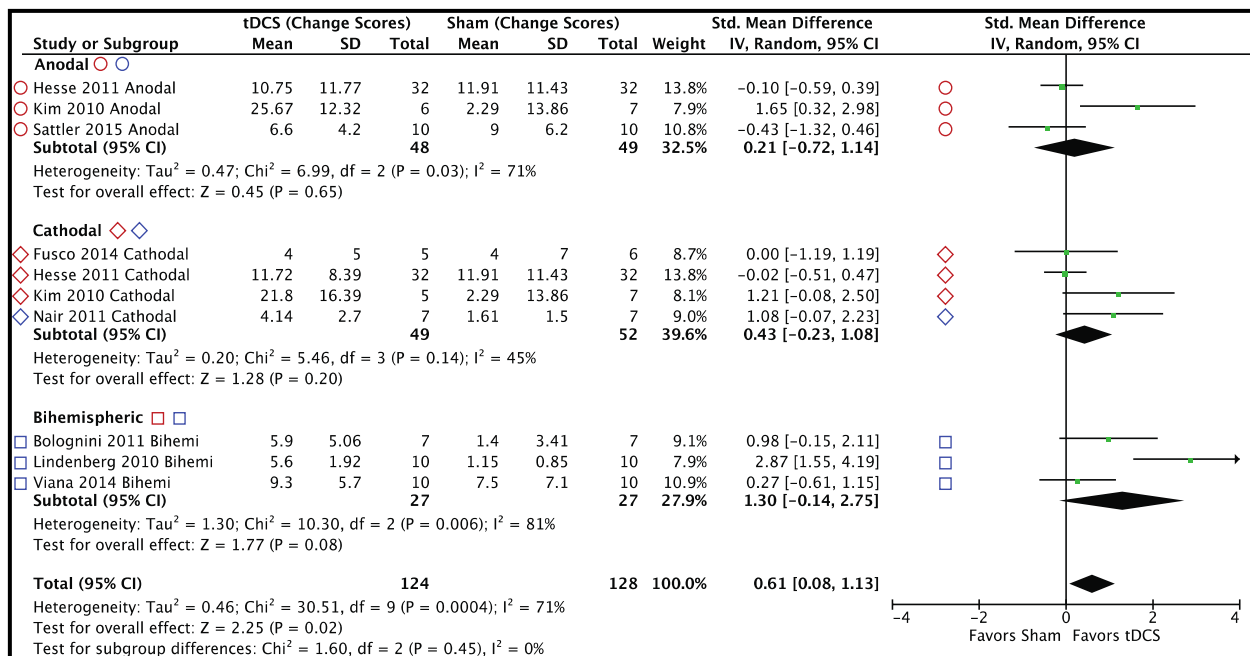 tDCS (Change Scores) Sham (Change Scores) Std. Mean Difference Std. Mean Difference
Study or Subgroup Mean SD Total Mean SD Total Weight IV, Random, 95% CI IV, Random, 95% CI
Anodal
Hesse 2011 Anodal 10.75 11.77 32 11.91 11.43 32 13.8% -0.10 [-0.59, 0.39]
Kim 2010 Anodal 25.67 12.32 6 2.29 13.86 7 7.9% 1.65 [0.32, 2.98]
Sattler 2015 Anodal 6.6 4.2 10 9 6.2 10 10.8% -0.43 [-1.32, 0.46]
Subtotal (95% CI) 48 49 32.5% 0.21 [-0.72, 1.14]
Heterogeneity: Tau² = 0.47; Chi² = 6.99, df = 2 (P = 0.03); I² = 71%
Test for overall effect: Z = 0.45 (P = 0.65)
Cathodal
Fusco 2014 Cathodal 4 5 5 4 7 6 8.7% 0.00 [-1.19, 1.19]
Hesse 2011 Cathodal 11.72 8.39 32 11.91 11.43 32 13.8% -0.02 [-0.51, 0.47]
Kim 2010 Cathodal 21.8 16.39 5 2.29 13.86 7 8.1% 1.21 [-0.08, 2.50]
Nair 2011 Cathodal 4.14 2.7 7 1.61 1.5 7 9.0% 1.08 [-0.07, 2.23]
Subtotal (95% CI) 49 52 39.6% 0.43 [-0.23, 1.08]
Heterogeneity: Tau² = 0.20; Chi² = 5.46, df = 3 (P = 0.14); I² = 45%
Test for overall effect: Z = 1.28 (P = 0.20)
Bihemispheric
Bolognini 2011 Bihemi 5.9 5.06 7 1.4 3.41 7 9.1% 0.98 [-0.15, 2.11]
Lindenberg 2010 Bihemi 5.6 1.92 10 1.15 0.85 10 7.9% 2.87 [1.55, 4.19]
Viana 2014 Bihemi 9.3 5.7 10 7.5 7.1 10 10.9% 0.27 [-0.61, 1.15]
Subtotal (95% CI) 27 27 27.9% 1.30 [-0.14, 2.75]
Heterogeneity: Tau² = 1.30; Chi² = 10.30, df = 2 (P = 0.006); I² = 81%
Test for overall effect: Z = 1.77 (P = 0.08)
Total (95% CI) 124 128 100.0% 0.61 [0.08, 1.13]
Heterogeneity: Tau² = 0.46; Chi² = 30.51, df = 9 (P = 0.0004); I² = 71%
Test for overall effect: Z = 2.25 (P = 0.02)
Test for subgroup differences: Chi² = 1.60, df = 2 (P = 0.45), I² = 0%
-4 -2 0 2 4
Favors Sham Favors tDCS